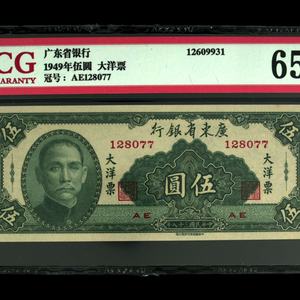 CG
ARANTY
广东省银行
1949年伍圆 大洋票
冠号： AE128077
12609931
65
伍 行銀省東廣 伍
128077 128077
大洋票 伍圓 大洋票
AE AE
伍 伍